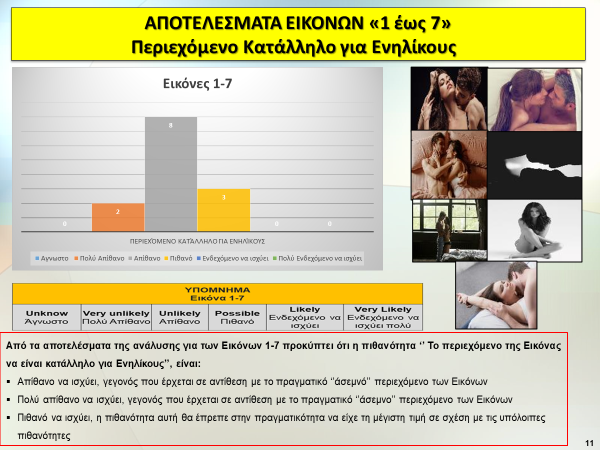 ΑΠΟΤΕΛΕΣΜΑΤΑ ΕΙΚΟΝΩΝ «1 έως 7»
Περιεχόμενο Κατάλληλο για Ενηλίκους
Εικόνες 1-7
0 2 8 3 0 0
ΠΕΡΙΕΧΌΜΕΝΟ ΚΑΤΆΛΛΗΛΟ ΓΙΑ ΕΝΗΛΊΚΟΥΣ
Άγνωστο Πολύ Απίθανο Απίθανο Πιθανό Ενδεχόμενο να ισχύει Πολύ Ενδεχόμενο να ισχύει
ΥΠΟΜΝΗΜΑ
Εικόνα 1-7
Unknow Very unlikely Unlikely Possible Likely Very Likely
Άγνωστο Πολύ Απίθανο Απίθανο Πιθανό Ενδεχόμενο να ισχύει Ενδεχόμενο να ισχύει πολύ
Από τα αποτελέσματα της ανάλυσης για των Εικόνων 1-7 προκύπτει ότι η πιθανότητα ‘’ Το περιεχόμενο της Εικόνας
να είναι κατάλληλο για Ενηλίκους’’, είναι:
▪ Απίθανο να ισχύει, γεγονός που έρχεται σε αντίθεση με το πραγματικό ‘’άσεμνό’’ περιεχόμενο των Εικόνων
▪ Πολύ απίθανο να ισχύει, γεγονός που έρχεται σε αντίθεση με το πραγματικό ‘’άσεμνο’’ περιεχόμενο των Εικόνων
▪ Πιθανό να ισχύει, η πιθανότητα αυτή θα έπρεπε στην πραγματικότητα να είχε τη μέγιστη τιμή σε σχέση με τις υπόλοιπες
πιθανότητες
11